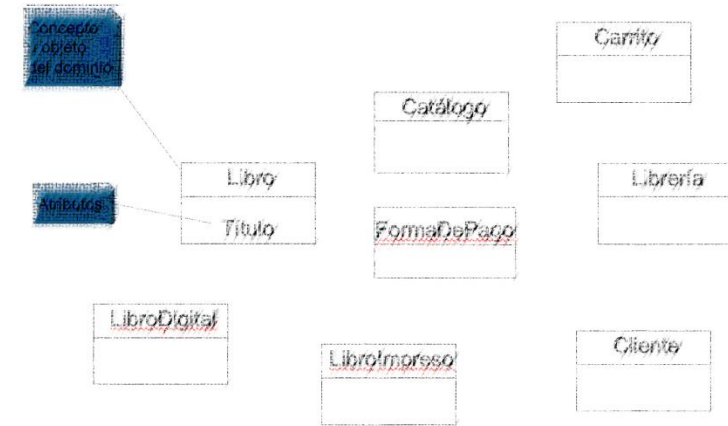 Concepto
u objeto
del dominio
Carrito
Catálogo
Libro
Librería
Atributos
Título
FormaDePago
LibroDigital
LibroImpreso
Cliente